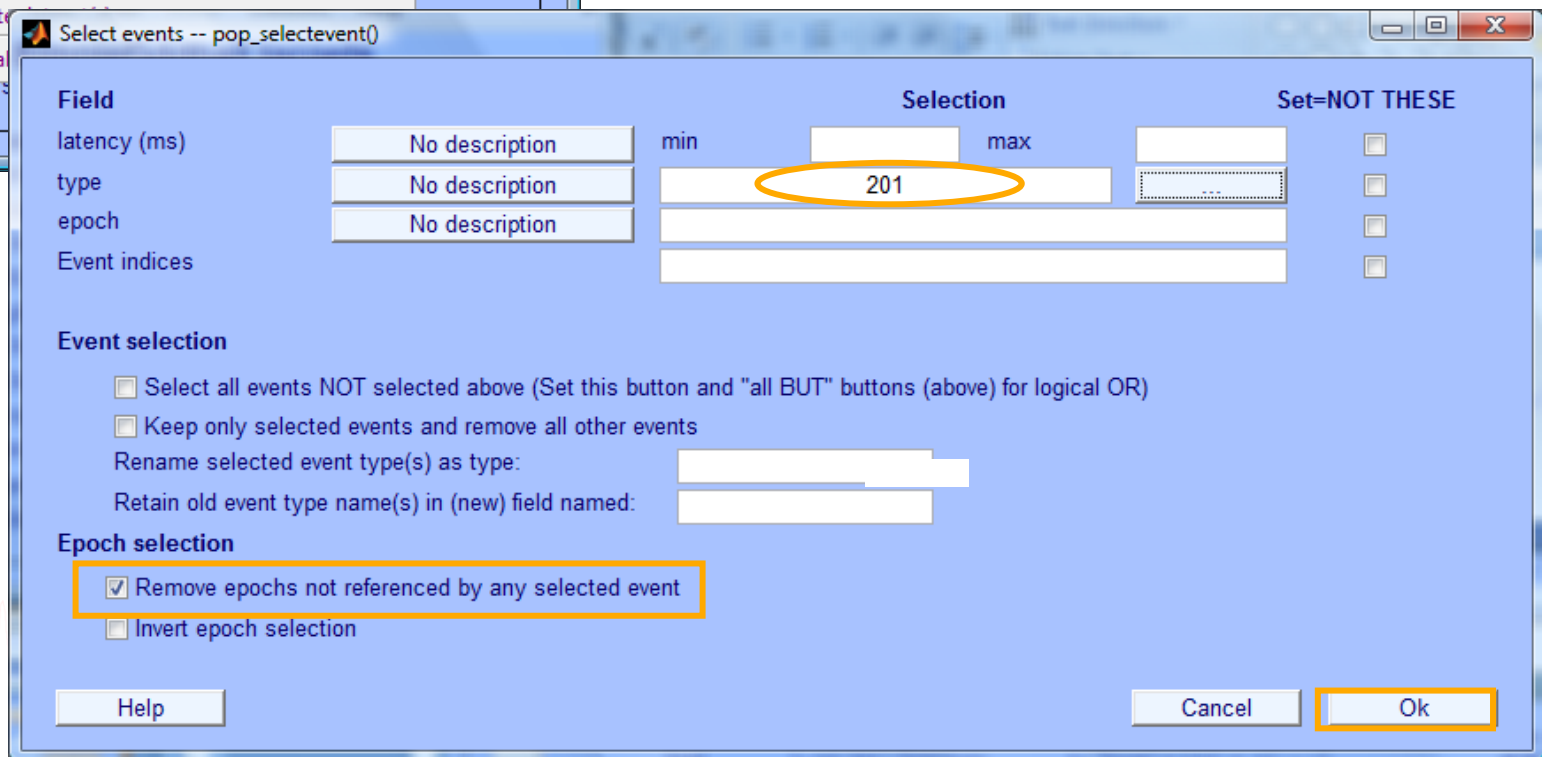 Select events -- pop_selectevent()
Field Selection Set=NOT THESE
latency (ms) No description min max
type No description 201 ...
epoch No description
Event indices
Event selection
Select all events NOT selected above (Set this button and "all BUT" buttons (above) for logical OR)
Keep only selected events and remove all other events
Rename selected event type(s) as type:
Retain old event type name(s) in (new) field named:
Epoch selection
Remove epochs not referenced by any selected event
Invert epoch selection
Help Cancel Ok